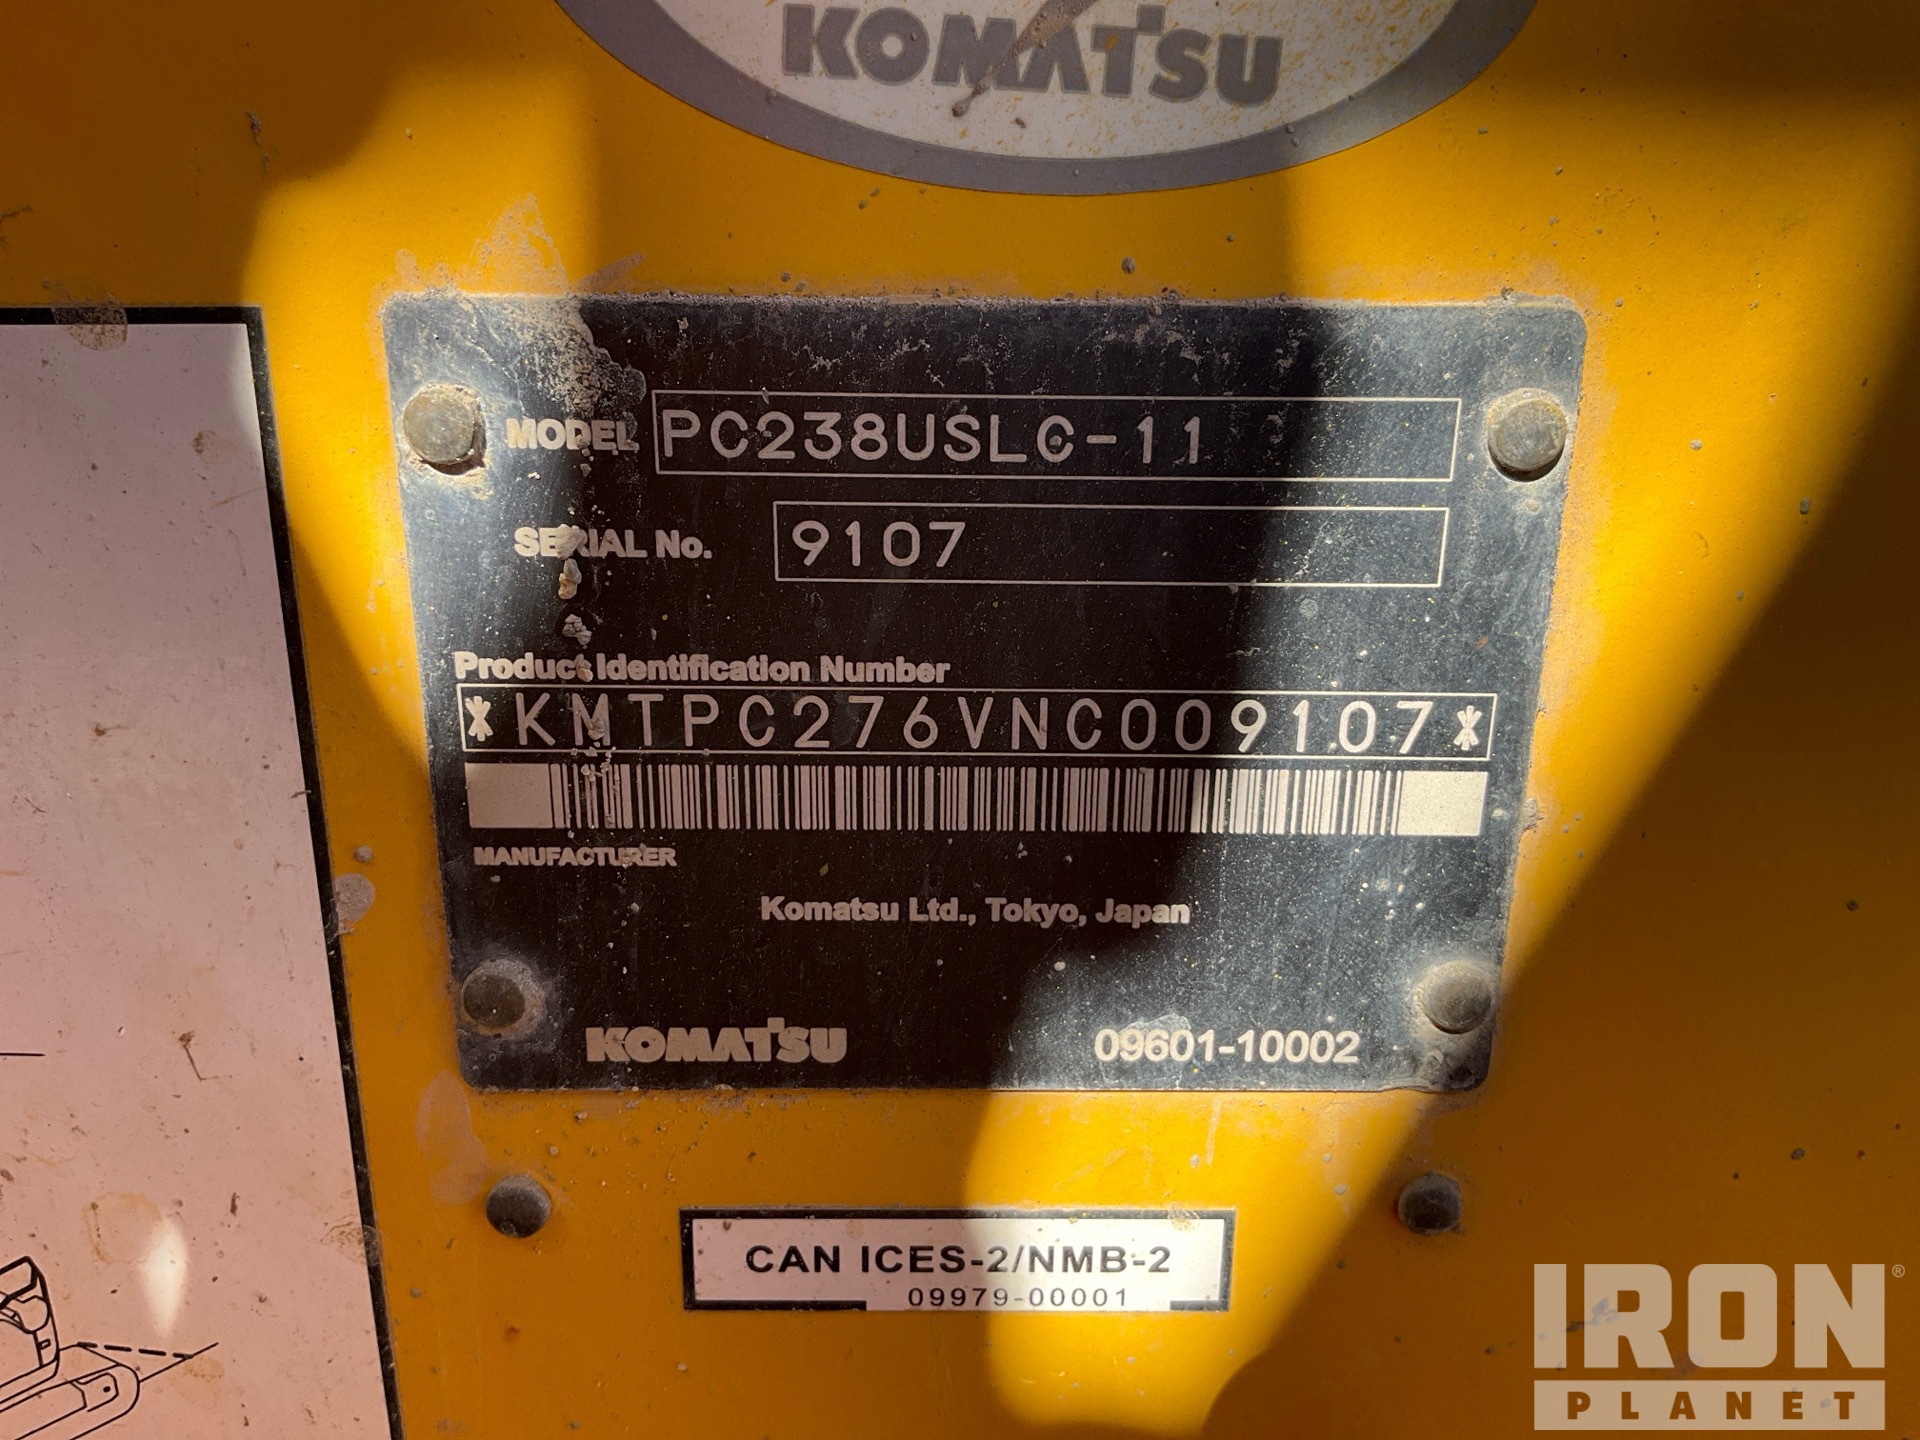 KOMATSU
MODEL PC238USLC-11
SERIAL No. 9107
Product Identification Number
*KMTPC276VNC009107*
MANUFACTURER
Komatsu Ltd., Tokyo, Japan
KOMATSU 09601-10002
CAN ICES-2/NMB-2
09979-00001
IRON®
PLANET